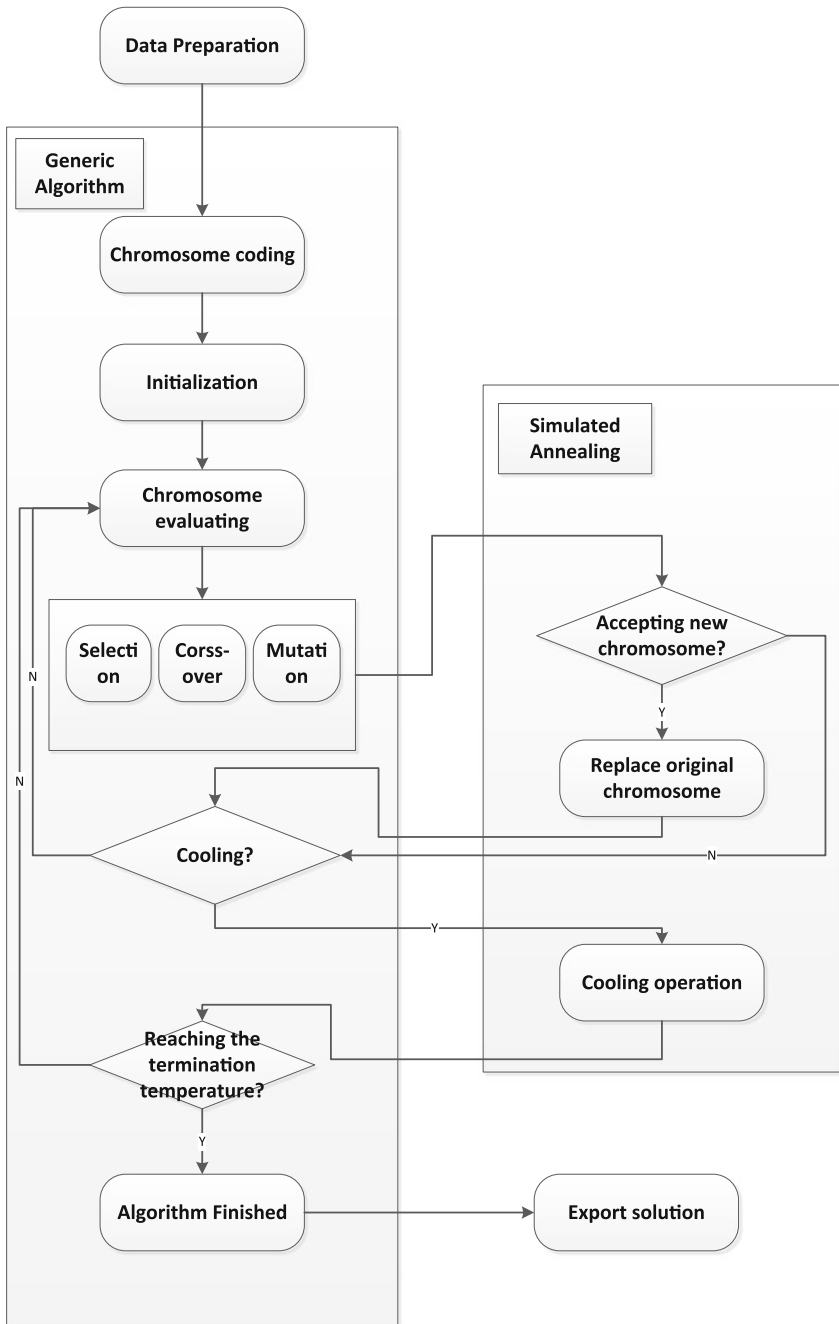 Data Preparation
Generic
Algorithm
Chromosome coding
Initialization
Simulated
Annealing
Chromosome
evaluating
Selecti
on
Corss-
over
Mutati
on
Accepting new
chromosome?
N
Y
N
Replace original
chromosome
Cooling?
N
Y
Cooling operation
Reaching the
termination
temperature?
Y
Algorithm Finished
Export solution